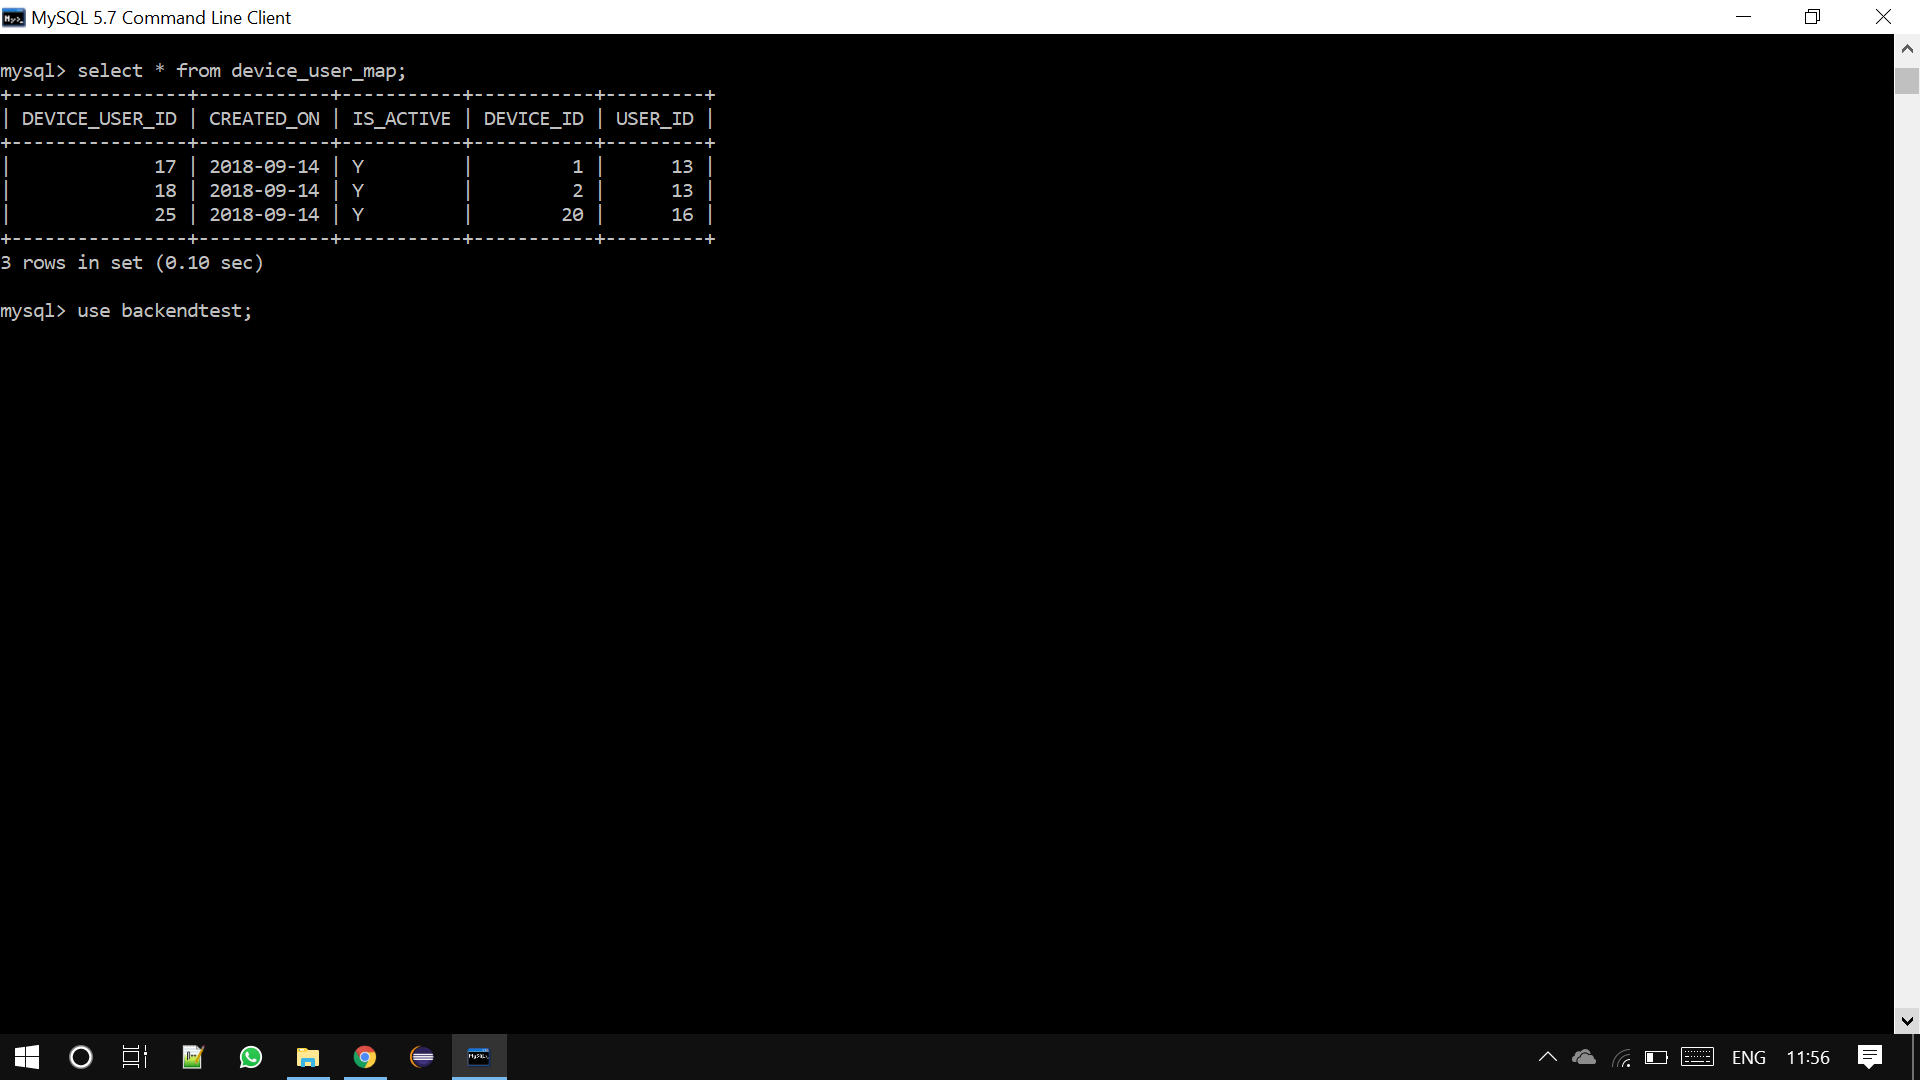 MySQL 5.7 Command Line Client
mysql> select * from device_user_map;
+----------------+------------+-----------+-----------+---------+
| DEVICE_USER_ID | CREATED_ON | IS_ACTIVE | DEVICE_ID | USER_ID |
+----------------+------------+-----------+-----------+---------+
|             17 | 2018-09-14 | Y         |         1 |      13 |
|             18 | 2018-09-14 | Y         |         2 |      13 |
|             25 | 2018-09-14 | Y         |        20 |      16 |
+----------------+------------+-----------+-----------+---------+
3 rows in set (0.10 sec)
mysql> use backendtest;
ENG 11:56